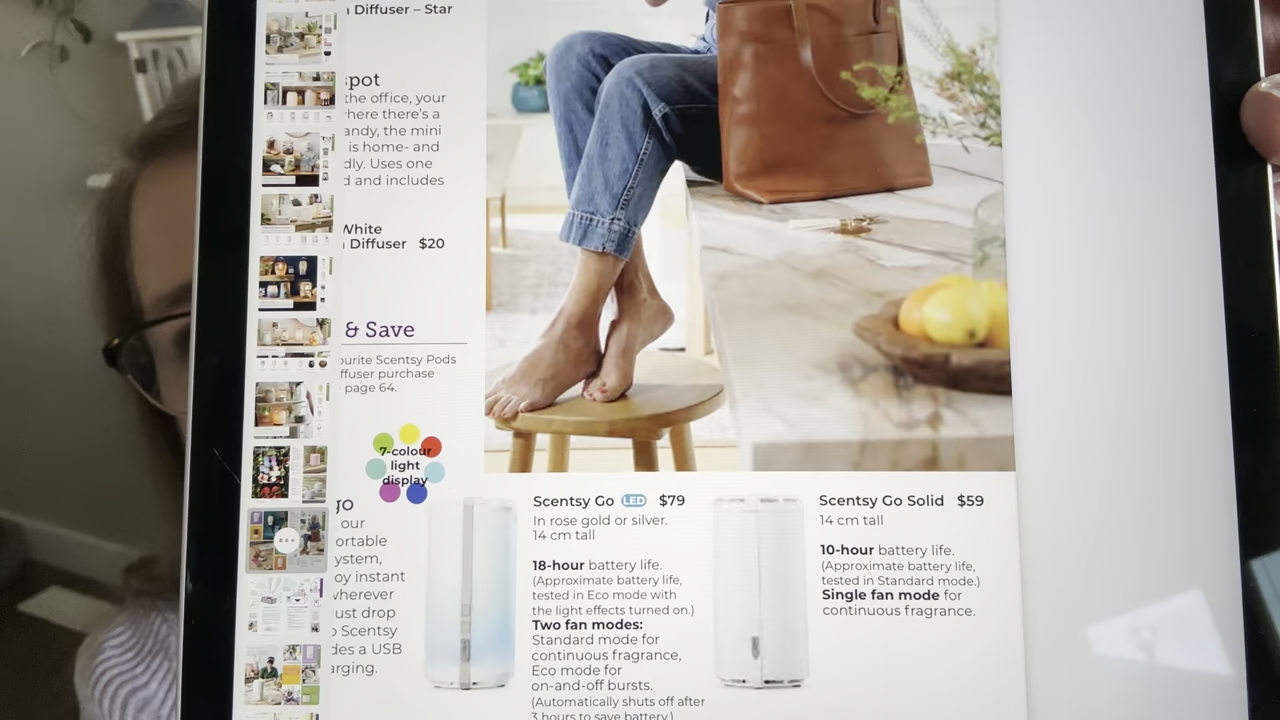 Diffuser – Star
spot
the office, your
where there's a
andy, the mini
is home- and
dly. Uses one
d and includes
White
Diffuser $20
& Save
ourite Scentsy Pods
ffuser purchase
page 64.
7-colour
light
display
go
our
ortable
ystem,
oy instant
wherever
ust drop
o Scentsy
des a USB
arging.
Scentsy Go LED $79
In rose gold or silver.
14 cm tall
18-hour battery life.
(Approximate battery life,
tested in Eco mode with
the light effects turned on.)
Two fan modes:
Standard mode for
continuous fragrance,
Eco mode for
on-and-off bursts.
(Automatically shuts off after
3 hours to save battery.)
Scentsy Go Solid $59
14 cm tall
10-hour battery life.
(Approximate battery life,
tested in Standard mode.)
Single fan mode for
continuous fragrance.